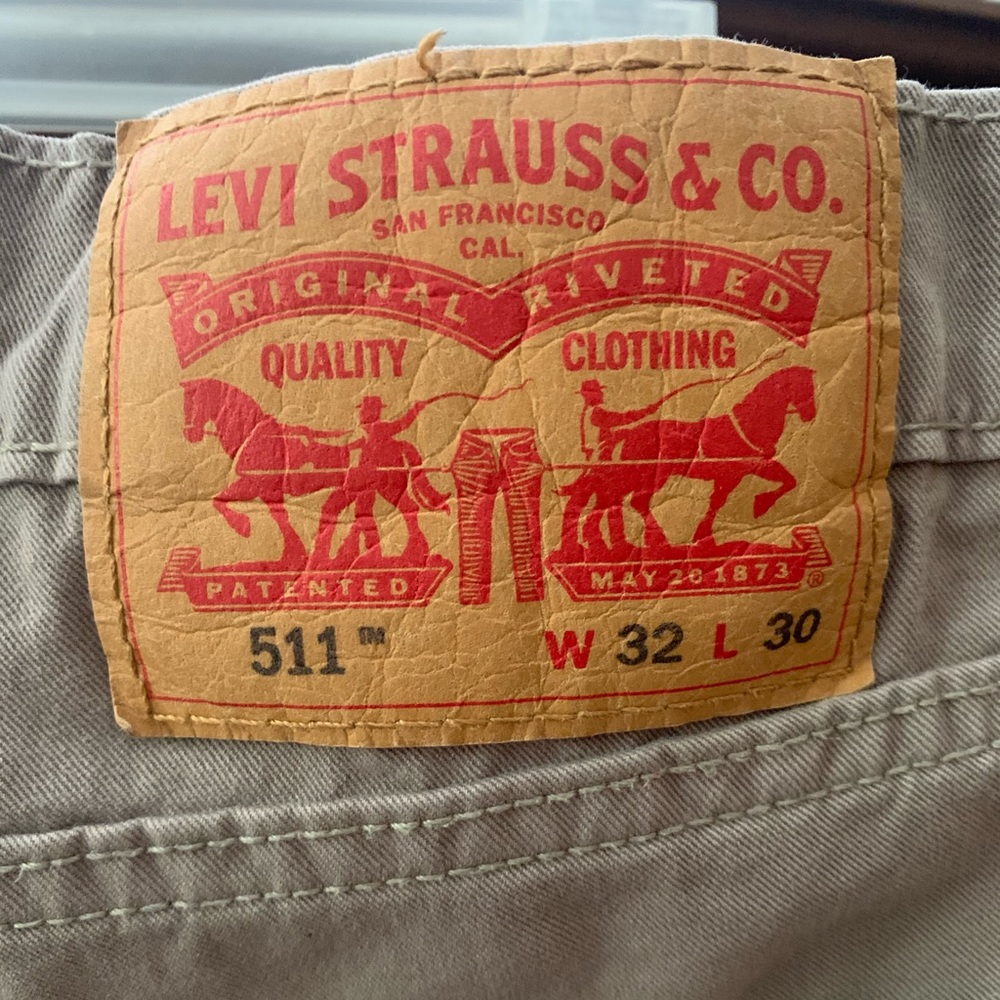 LEVI STRAUSS & CO.
SAN FRANCISCO
CAL.
ORIGINAL RIVETED
QUALITY CLOTHING
PATENTED MAY 20 1873 ®
511™ W 32 L 30